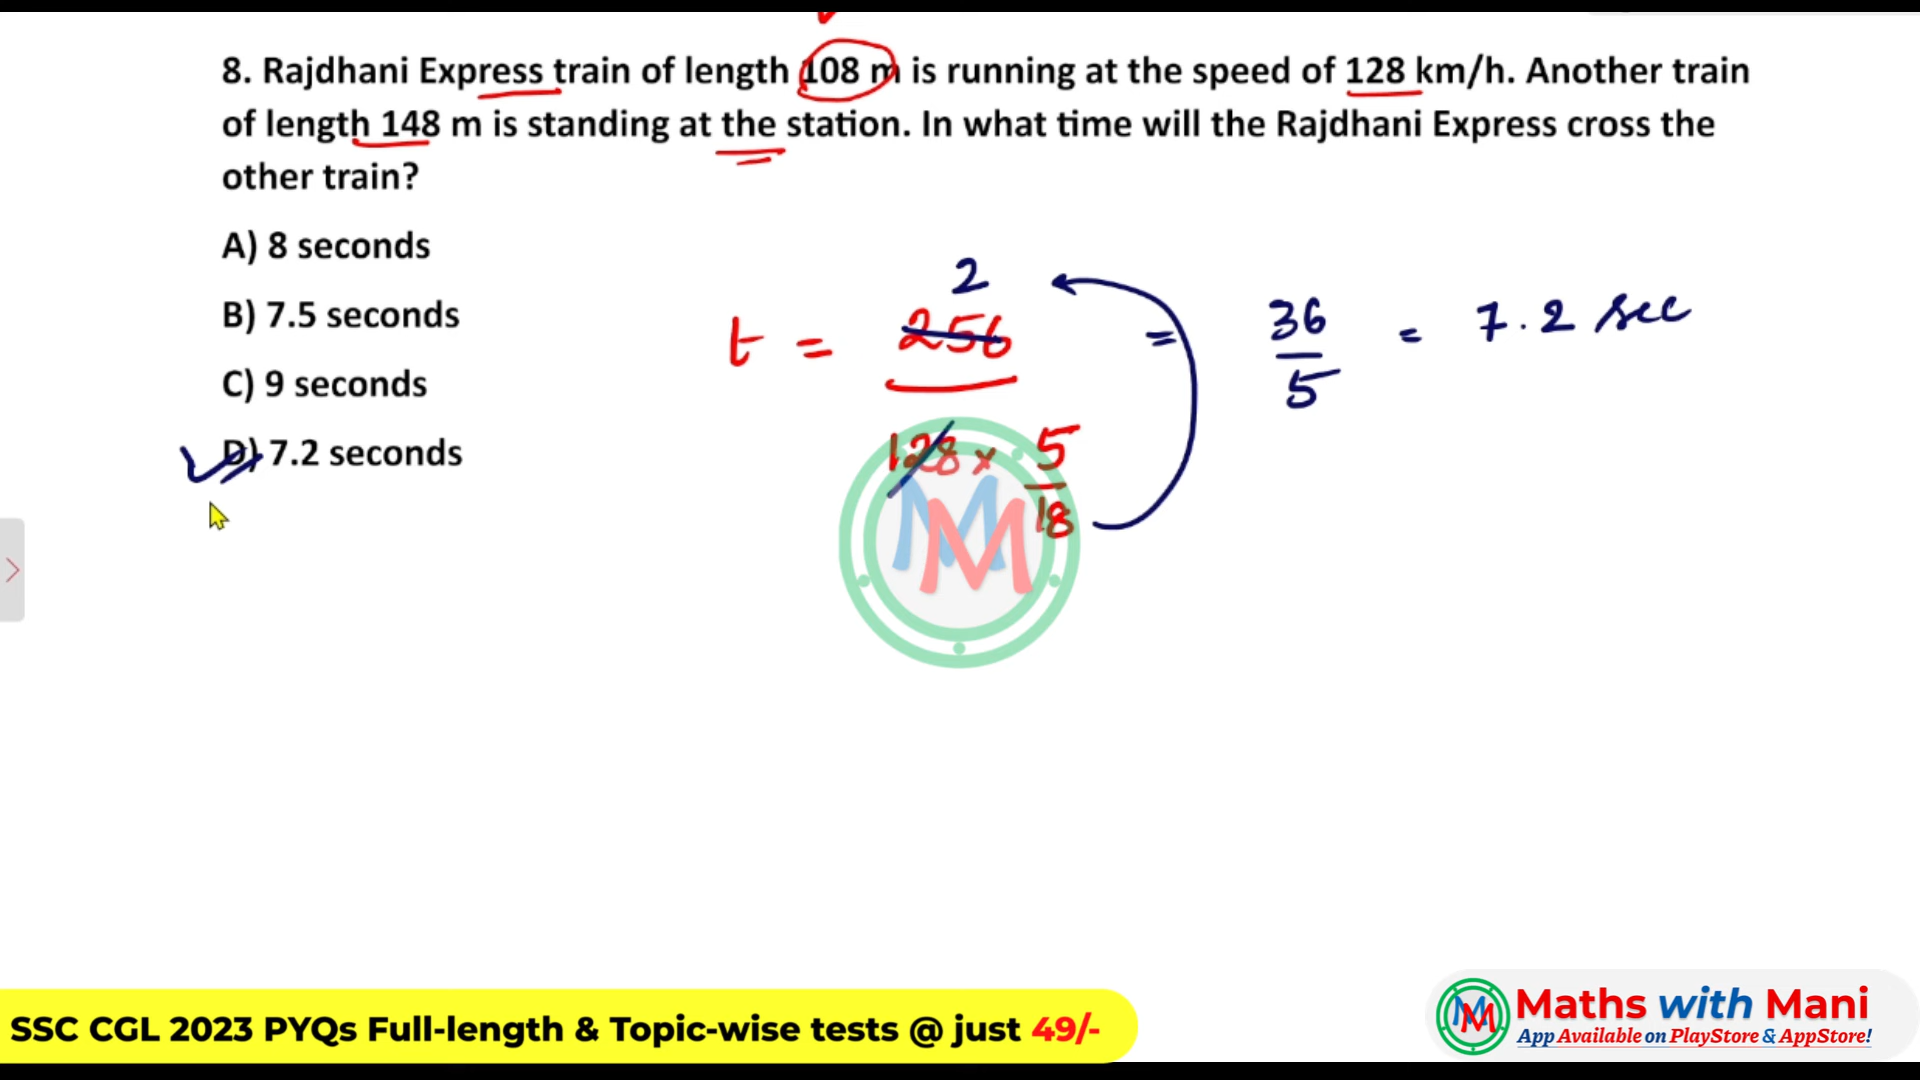 8. Rajdhani Express train of length 108 m is running at the speed of 128 km/h. Another train
of length 148 m is standing at the station. In what time will the Rajdhani Express cross the
other train?
A) 8 seconds
B) 7.5 seconds
C) 9 seconds
D) 7.2 seconds
2
t = 256
128 x 5
18
= 36
5
= 7.2 sec
MM
SSC CGL 2023 PYQs Full-length & Topic-wise tests @ just 49/-
MM
Maths with Mani
App Available on PlayStore & AppStore!